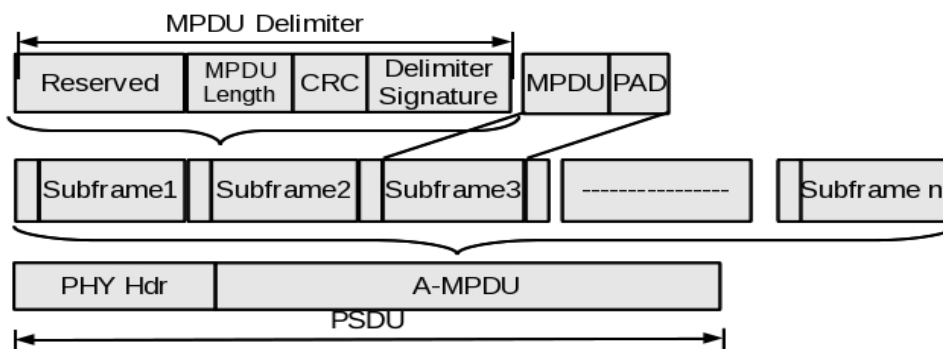 MPDU Delimiter
Reserved
MPDU Length
CRC
Delimiter Signature
MPDU
PAD
Subframe1
Subframe2
Subframe3
----------------
Subframe n
PHY Hdr
A-MPDU
PSDU